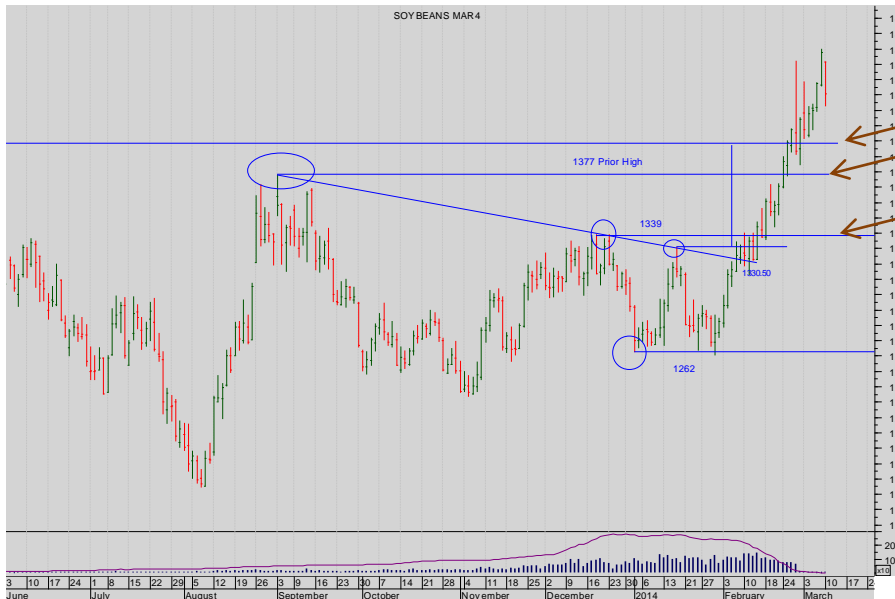 SOYBEANS MAR4
1377 Prior High
1339
1330.50
1262
20
10
x10
3 10 17 24 1 8 15 22 29 5 12 19 26 3 9 16 23 30 7 14 21 28 4 11 18 25 2 9 16 23 30 6 13 21 27 3 10 18 24 3 10 17
June July August September October November December 2014 February March